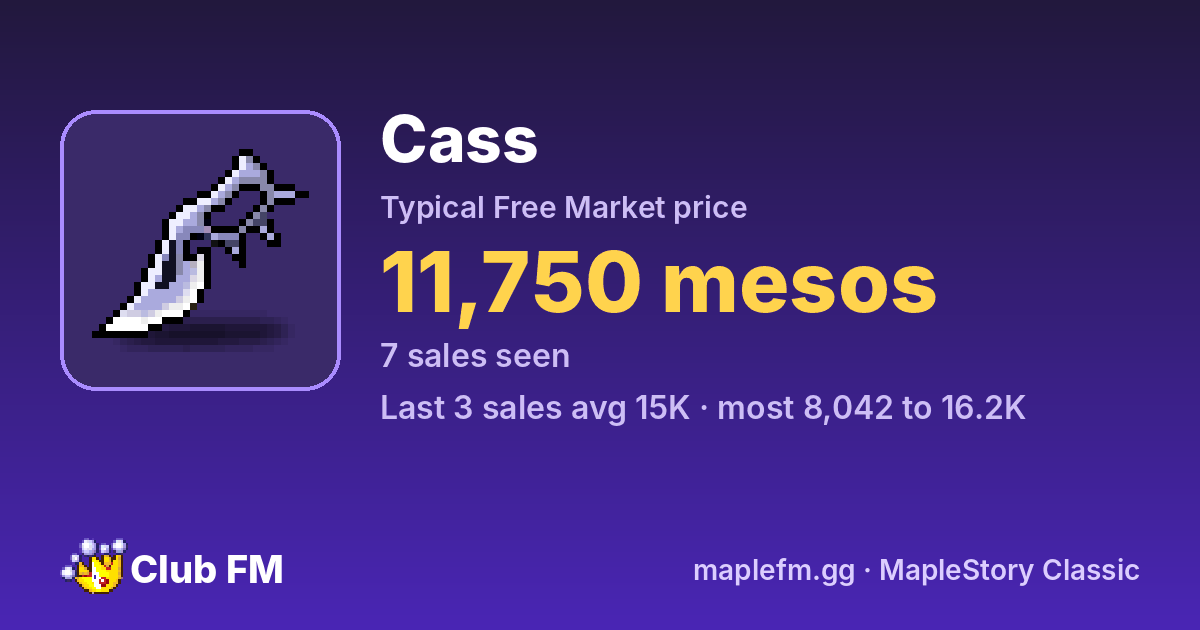 Cass
Typical Free Market price
11,750 mesos
7 sales seen
Last 3 sales avg 15K · most 8,042 to 16.2K
Club FM
maplefm.gg · MapleStory Classic